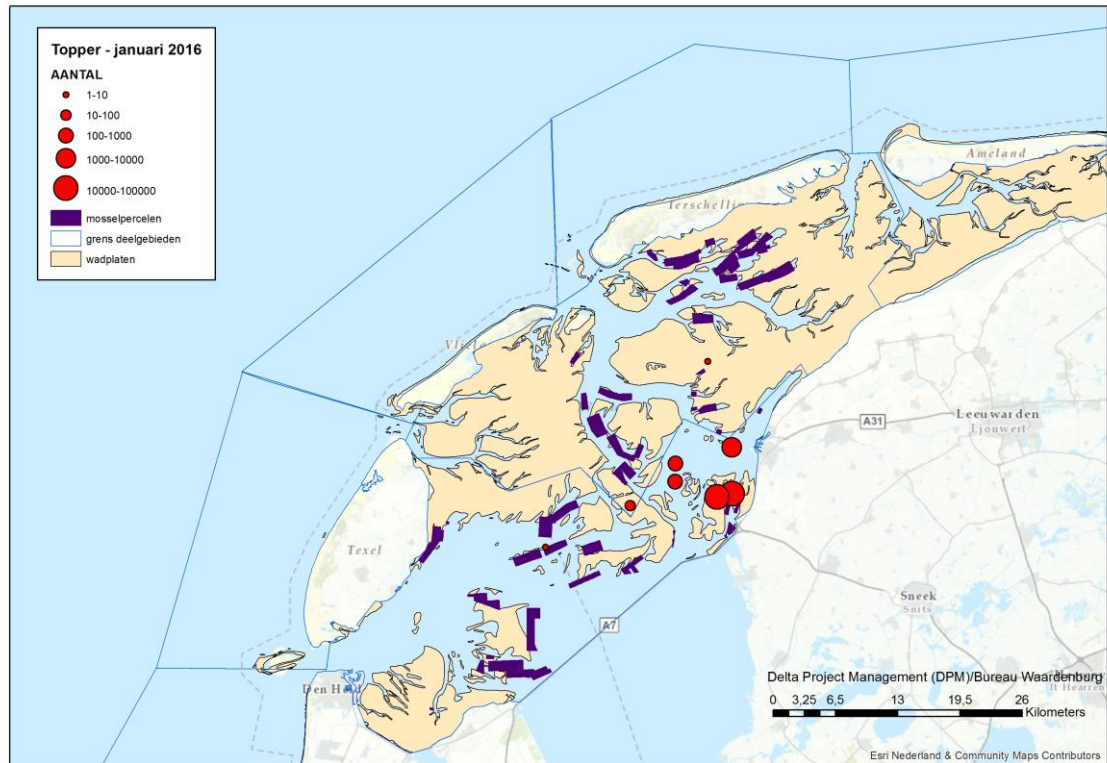 Topper - januari 2016
AANTAL
1-10
10-100
100-1000
1000-10000
10000-100000
mosselpercelen
grens deelgebieden
wadplaten
Ameland
Leeuwarden
Ljouwert
A31
Texel
Sneek
Snits
A7
Delta Project Management (DPM)/Bureau Waardenburg
0 3,25 6,5 13 19,5 26
Kilometers
Esri Nederland & Community Maps Contributors